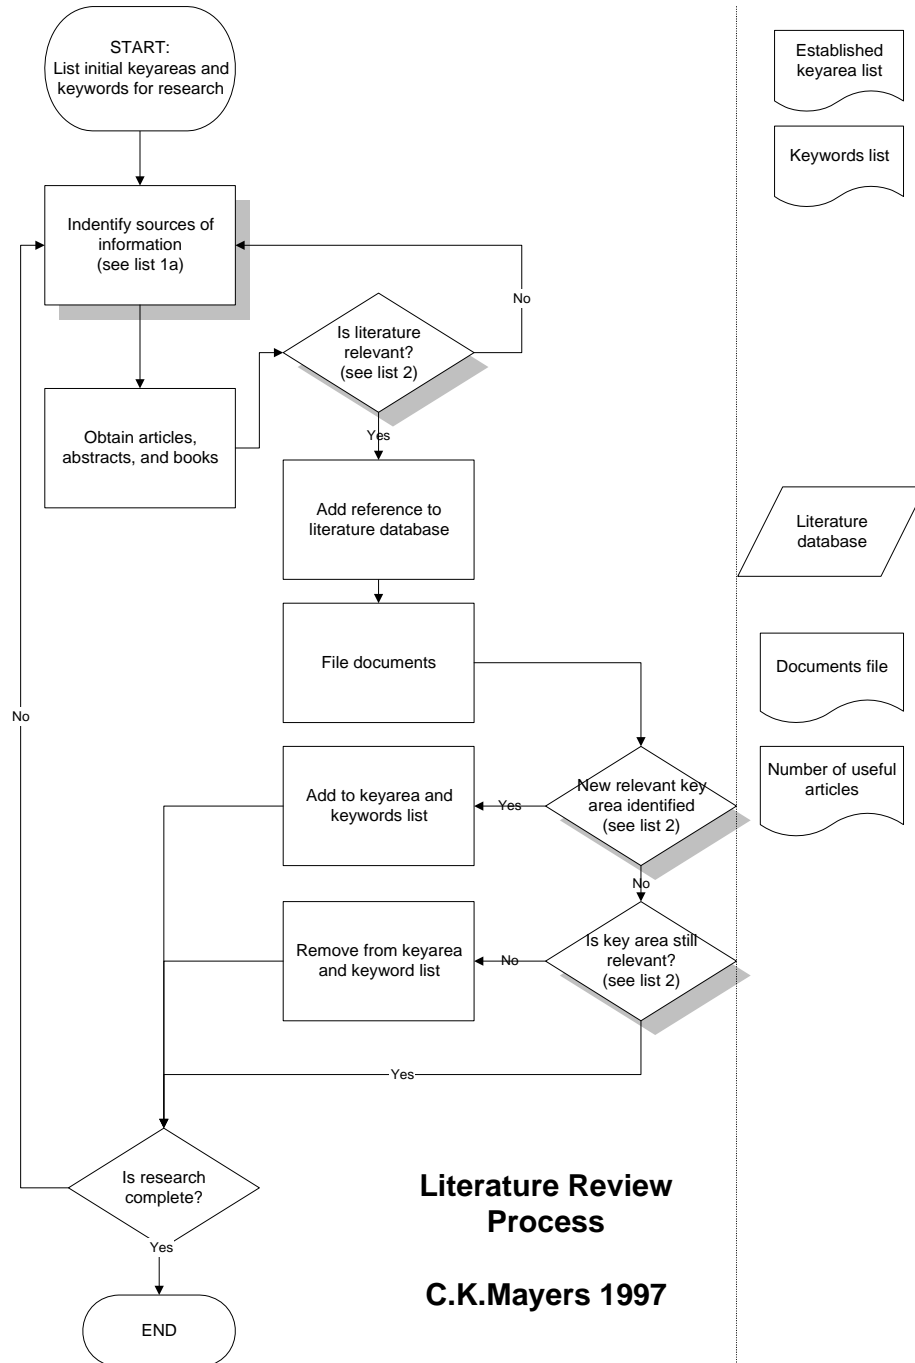 START:
List initial keyareas and
keywords for research
Established
keyarea list
Keywords list
Indentify sources of
information
(see list 1a)
No
Is literature
relevant?
(see list 2)
Yes
Obtain articles,
abstracts, and books
Add reference to
literature database
Literature
database
File documents
Documents file
No
Add to keyarea and
keywords list
Yes
New relevant key
area identified
(see list 2)
Number of useful
articles
No
Remove from keyarea
and keyword list
No
Is key area still
relevant?
(see list 2)
Yes
Is research
complete?
Yes
END
Literature Review
Process
C.K.Mayers 1997